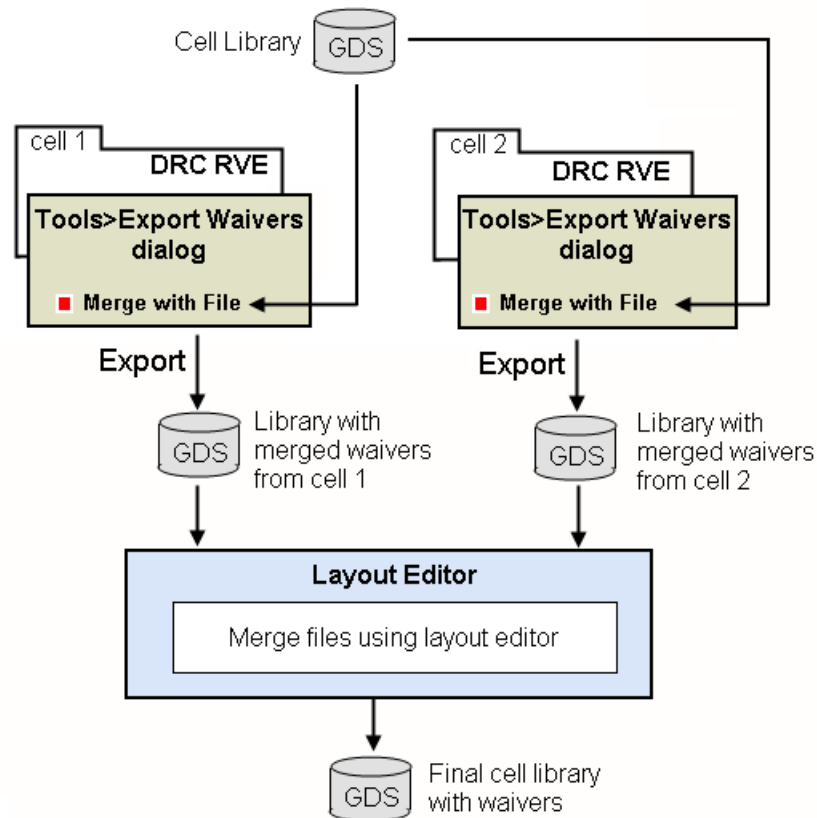 Cell Library
GDS
cell 1
DRC RVE
Tools>Export Waivers
dialog
Merge with File
cell 2
DRC RVE
Tools>Export Waivers
dialog
Merge with File
Export
Export
GDS
Library with
merged waivers
from cell 1
GDS
Library with
merged waivers
from cell 2
Layout Editor
Merge files using layout editor
GDS
Final cell library
with waivers